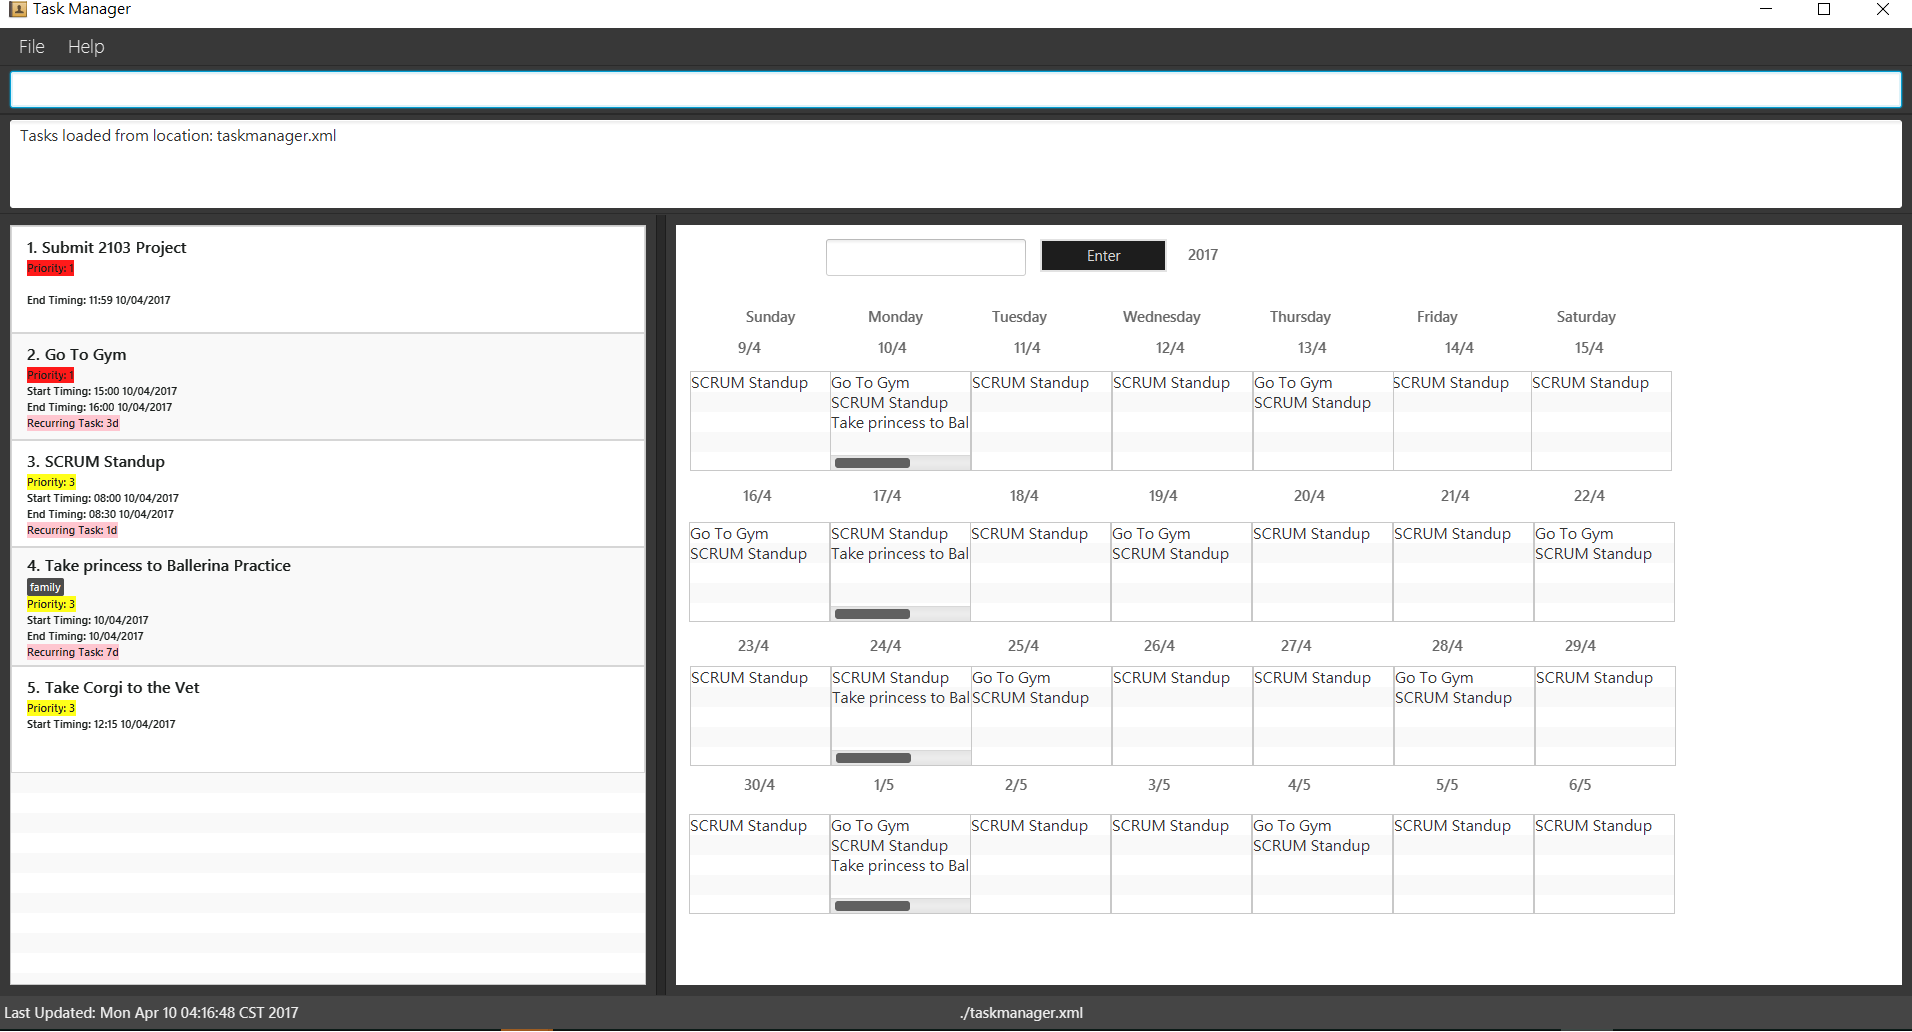 Task Manager
File Help
Tasks loaded from location: taskmanager.xml
1. Submit 2103 Project
Priority: 1
End Timing: 11:59 10/04/2017
2. Go To Gym
Priority: 1
Start Timing: 15:00 10/04/2017
End Timing: 16:00 10/04/2017
Recurring Task: 3d
3. SCRUM Standup
Priority: 3
Start Timing: 08:00 10/04/2017
End Timing: 08:30 10/04/2017
Recurring Task: 1d
4. Take princess to Ballerina Practice
family
Priority: 3
Start Timing: 10/04/2017
End Timing: 10/04/2017
Recurring Task: 7d
5. Take Corgi to the Vet
Priority: 3
Start Timing: 12:15 10/04/2017
Enter 2017
Sunday Monday Tuesday Wednesday Thursday Friday Saturday
9/4 10/4 11/4 12/4 13/4 14/4 15/4
SCRUM Standup Go To Gym SCRUM Standup SCRUM Standup Go To Gym SCRUM Standup SCRUM Standup
SCRUM Standup SCRUM Standup
Take princess to Bal
16/4 17/4 18/4 19/4 20/4 21/4 22/4
Go To Gym SCRUM Standup SCRUM Standup Go To Gym SCRUM Standup SCRUM Standup Go To Gym
SCRUM Standup Take princess to Bal SCRUM Standup SCRUM Standup
23/4 24/4 25/4 26/4 27/4 28/4 29/4
SCRUM Standup SCRUM Standup Go To Gym SCRUM Standup SCRUM Standup Go To Gym SCRUM Standup
Take princess to Bal SCRUM Standup SCRUM Standup
30/4 1/5 2/5 3/5 4/5 5/5 6/5
SCRUM Standup Go To Gym SCRUM Standup SCRUM Standup Go To Gym SCRUM Standup SCRUM Standup
SCRUM Standup SCRUM Standup
Take princess to Bal
Last Updated: Mon Apr 10 04:16:48 CST 2017 ./taskmanager.xml